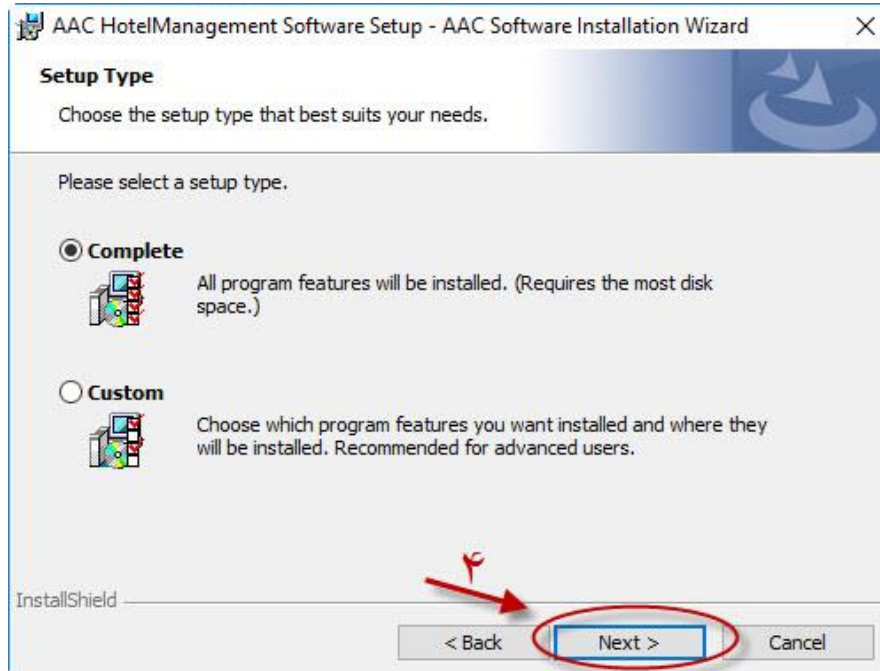 AAC HotelManagement Software Setup - AAC Software Installation Wizard
Setup Type
Choose the setup type that best suits your needs.
Please select a setup type.
Complete
All program features will be installed. (Requires the most disk
space.)
Custom
Choose which program features you want installed and where they
will be installed. Recommended for advanced users.
۴
InstallShield
< Back Next > Cancel